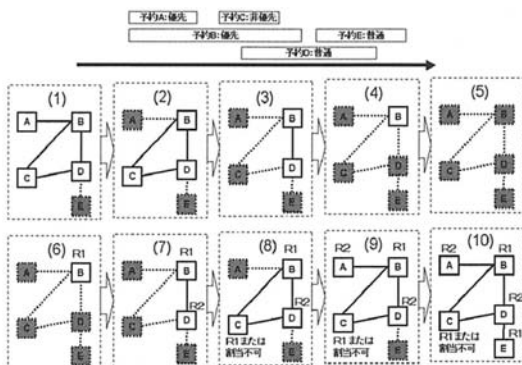 予約A:優先 予約C:非優先
予約B:優先 予約E:普通
予約D:普通
(1) (2) (3) (4) (5)
A B A B A B A B A B
C D C D C D C D C D
E E E E E
(6) (7) (8) (9) (10)
R1 R1 R1 R2 R1 R2 R1
A B A B A B A B A B
R2 R2 R2 R2
C D C D C D C D C D
R1または R1または R1または R1
割当不可 割当不可 割当不可
E E E E E